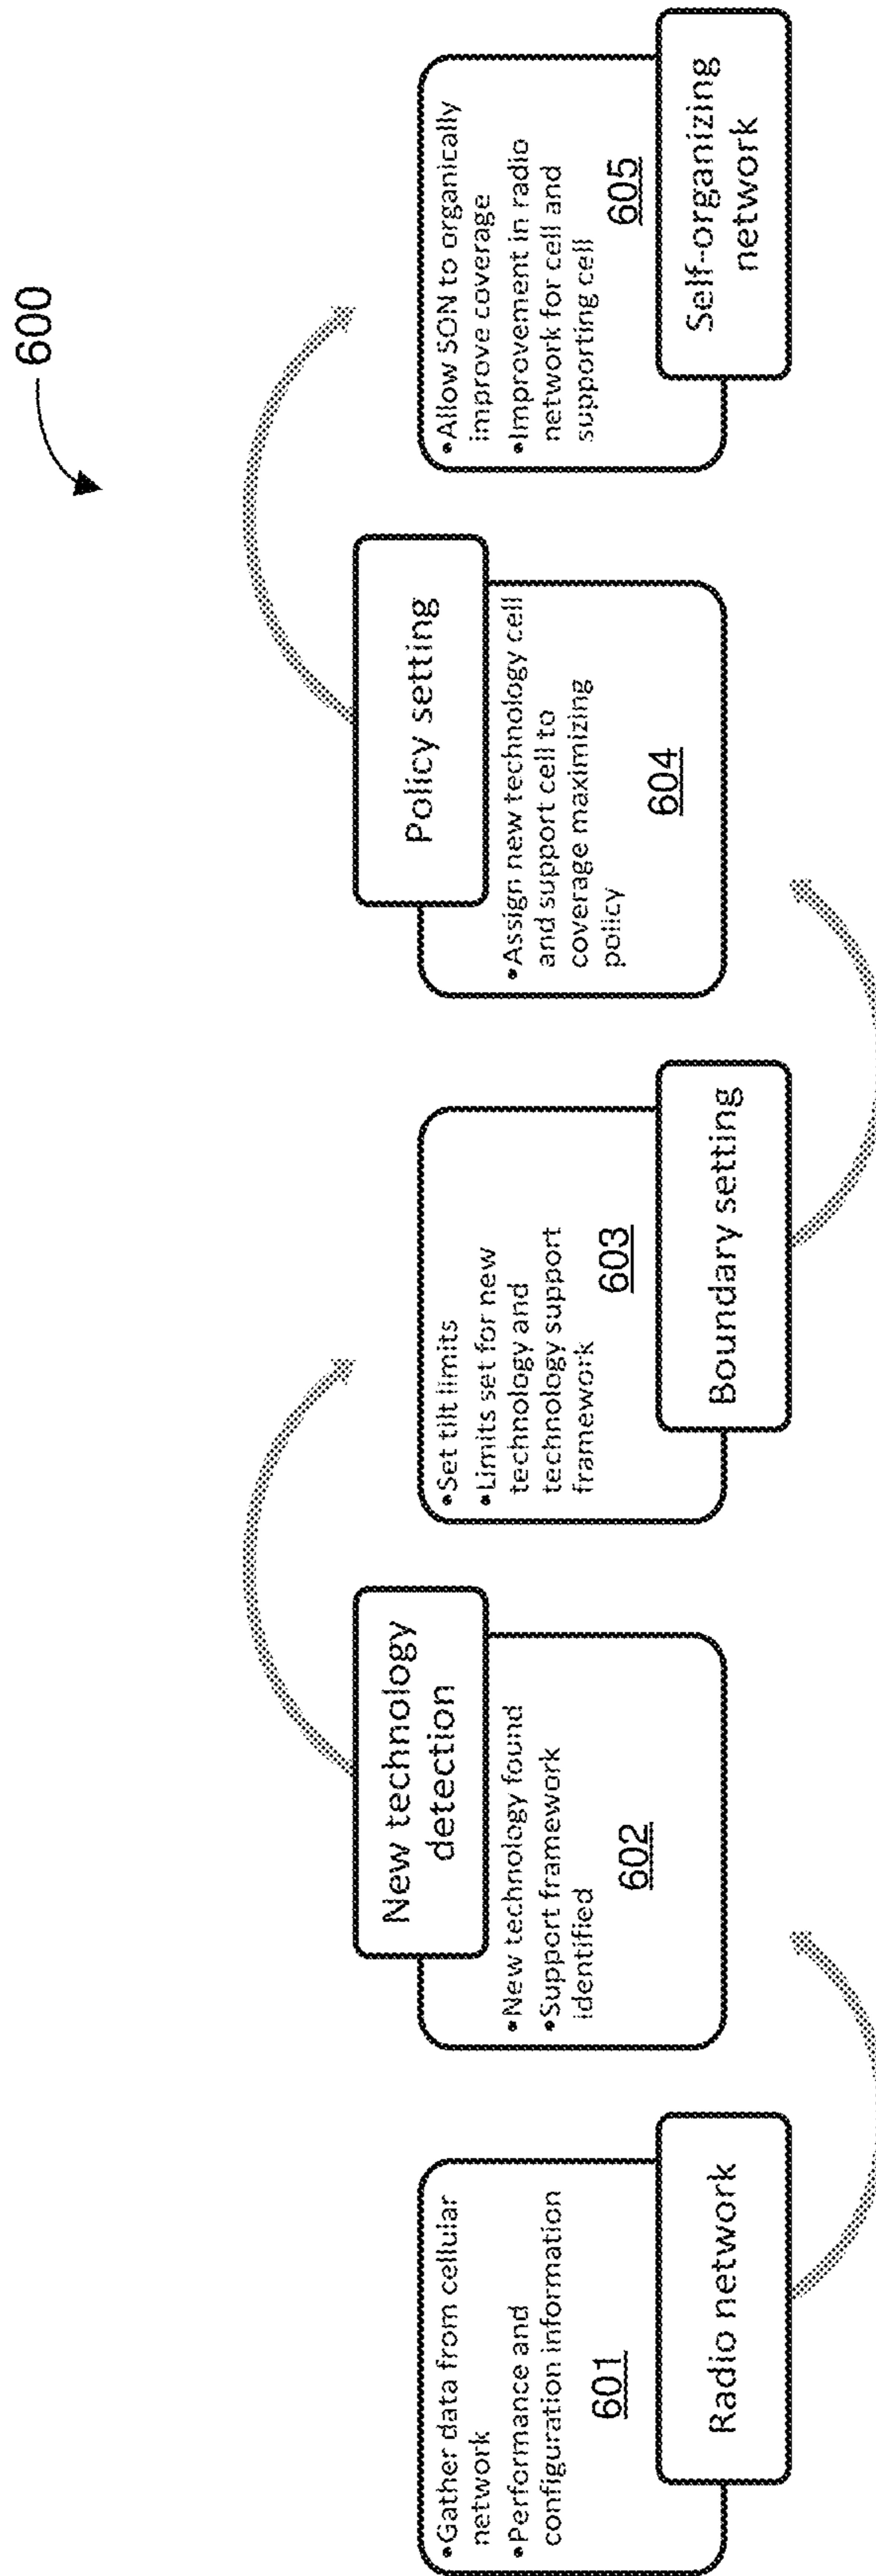 600
•Gather data from cellular
network
•Performance and
configuration information
601
Radio network
New technology
detection
•New technology found
•Support framework
identified
602
•Set tilt limits
•Limits set for new
technology and
technology support
framework
603
Boundary setting
Policy setting
•Assign new technology cell
and support cell to
coverage maximizing
policy
604
•Allow SON to organically
improve coverage
•Improvement in radio
network for cell and
supporting cell
605
Self-organizing
network